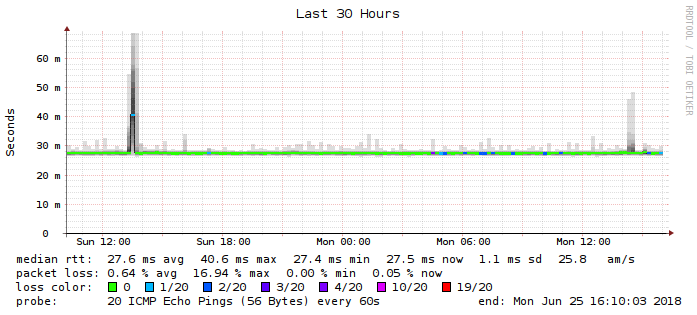 Last 30 Hours
RRDTOOL / TOBI OETIKER
Seconds
60 m
50 m
40 m
30 m
20 m
10 m
0
Sun 12:00 Sun 18:00 Mon 00:00 Mon 06:00 Mon 12:00
median rtt: 27.6 ms avg 40.6 ms max 27.4 ms min 27.5 ms now 1.1 ms sd 25.8 am/s
packet loss: 0.64 % avg 16.94 % max 0.00 % min 0.05 % now
loss color: 0 1/20 2/20 3/20 4/20 10/20 19/20
probe: 20 ICMP Echo Pings (56 Bytes) every 60s end: Mon Jun 25 16:10:03 2018